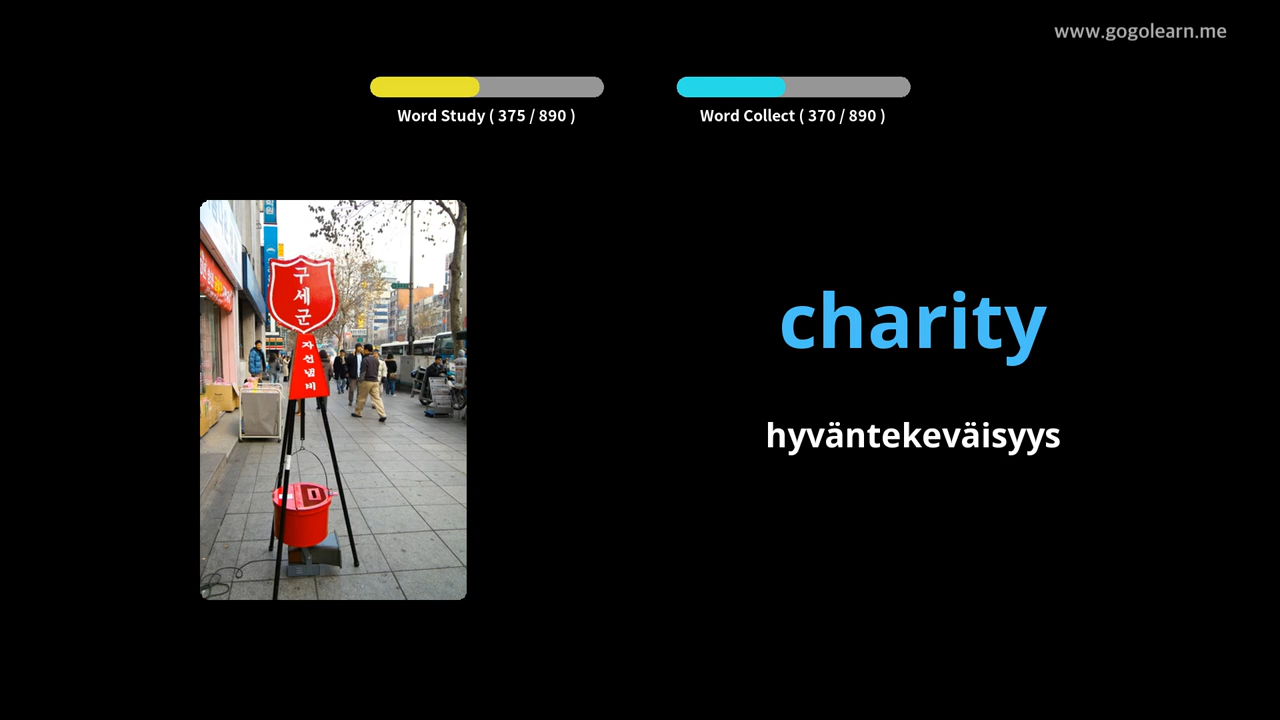 www.gogolearn.me
Word Study ( 375 / 890 )
Word Collect ( 370 / 890 )
구세군
자선냄비
charity
hyväntekeväisyys